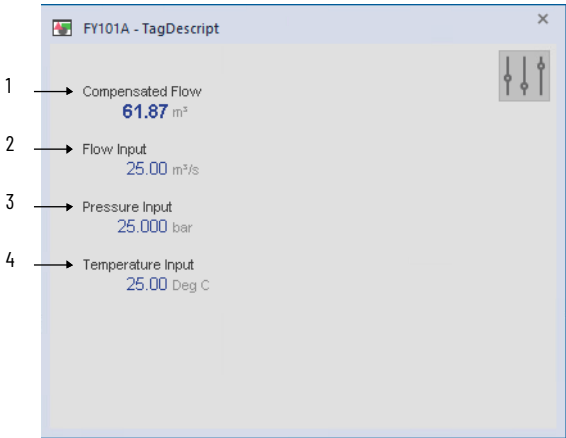 FY101A - TagDescript
1
Compensated Flow
61.87 m³
2
Flow Input
25.00 m³/s
3
Pressure Input
25.000 bar
4
Temperature Input
25.00 Deg C